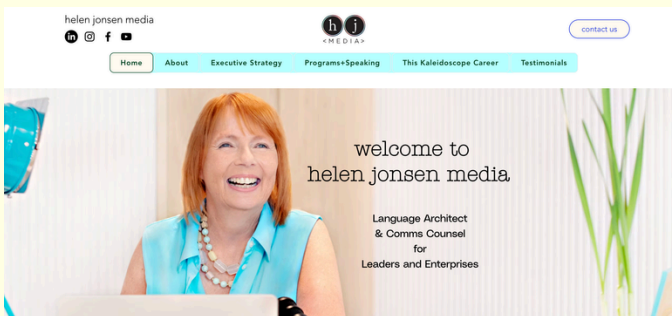 helen jonsen media
h j
<MEDIA>
contact us
Home About Executive Strategy Programs+Speaking This Kaleidoscope Career Testimonials
welcome to
helen jonsen media
Language Architect
& Comms Counsel
for
Leaders and Enterprises